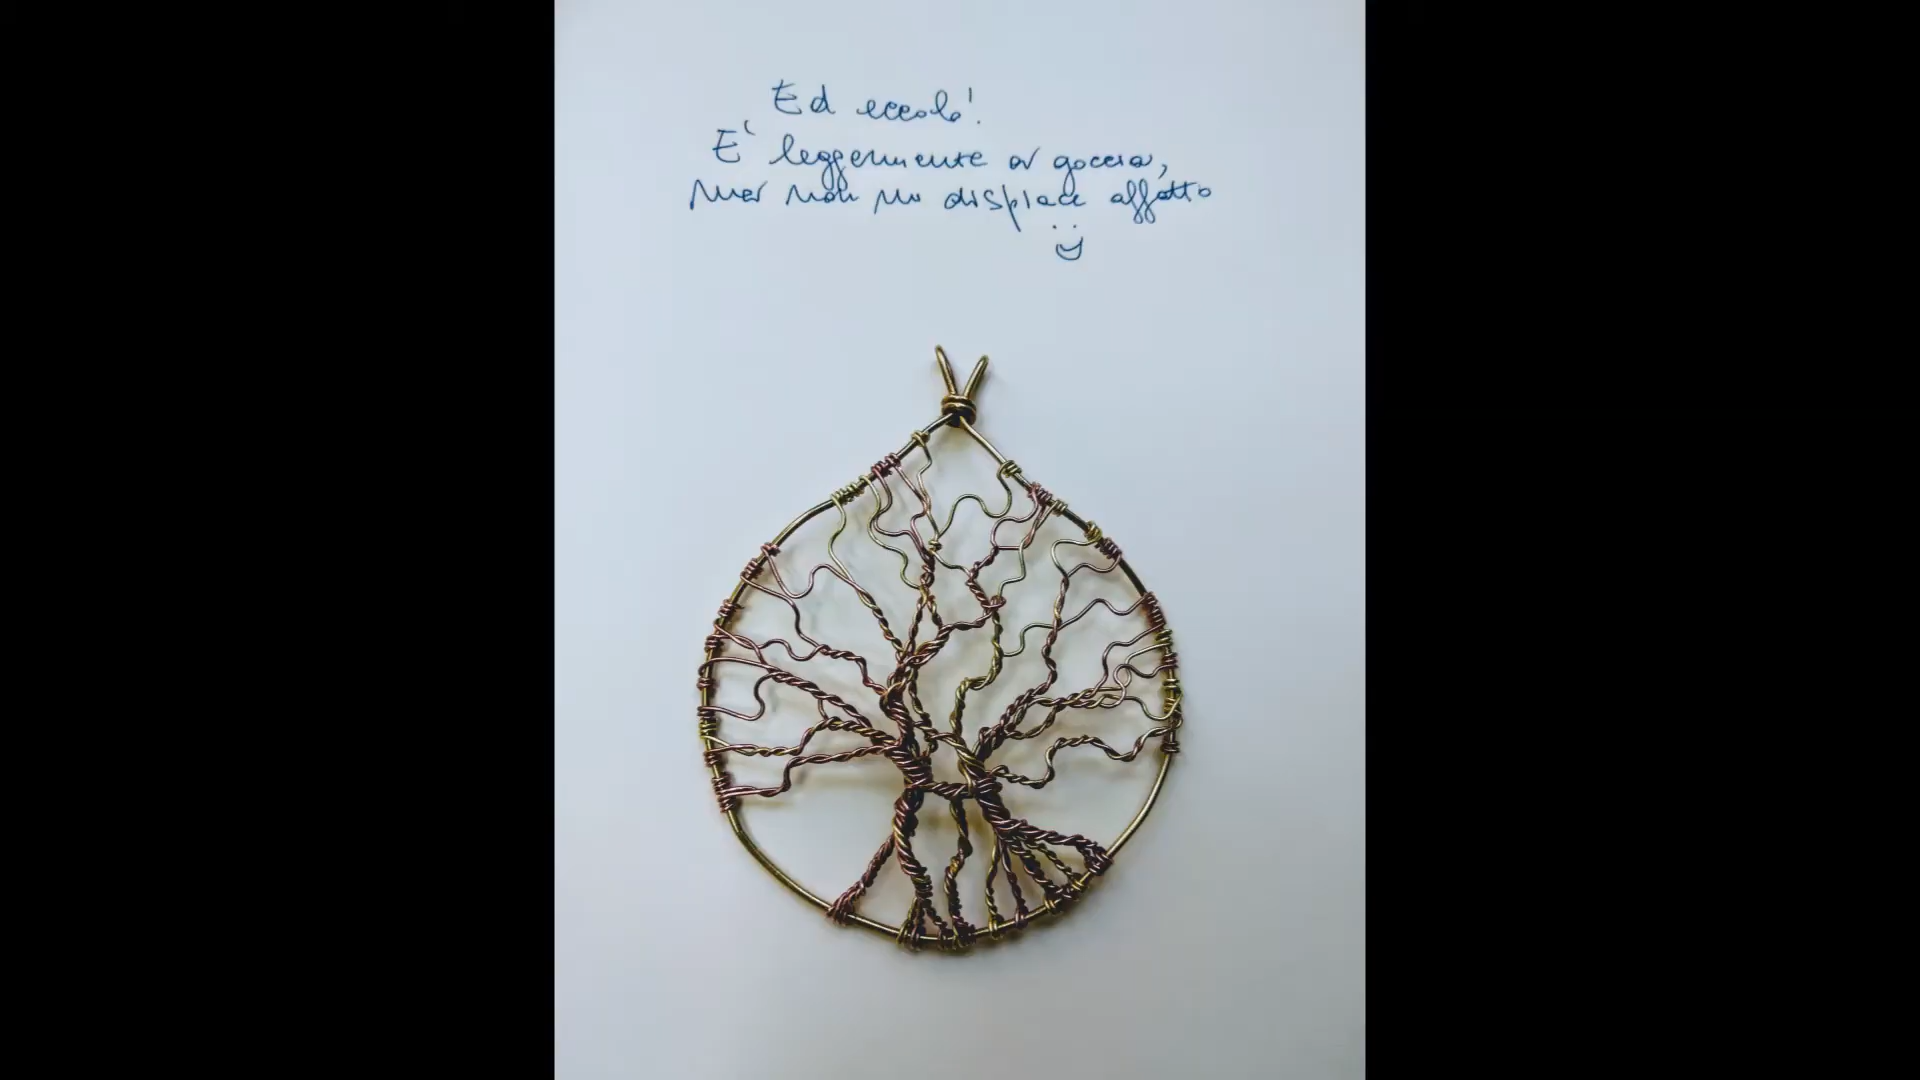 Ed eccolo!
E' leggermente a goccia,
ma non mi dispiace affatto